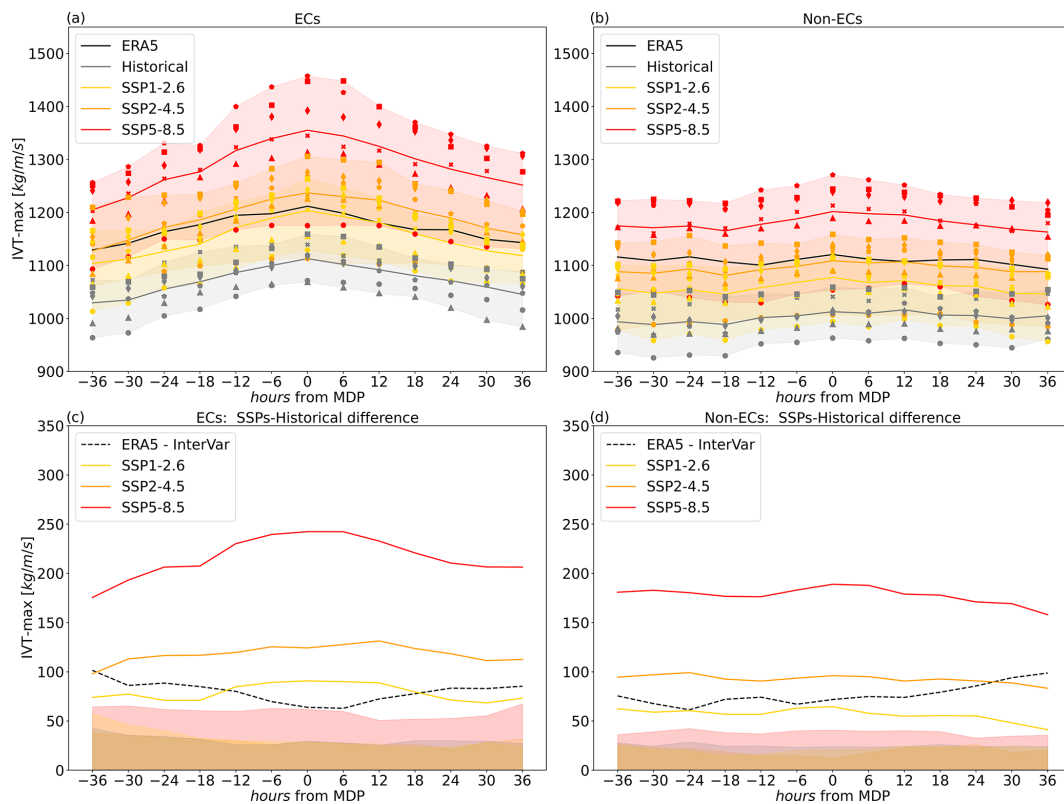 (a)
ECs
1500
1400
1300
1200
1100
1000
900
IVT-max [kg/m/s]
ERA5
Historical
SSP1-2.6
SSP2-4.5
SSP5-8.5
−36 −30 −24 −18 −12 −6 0 6 12 18 24 30 36
hours from MDP
(b)
Non-ECs
1500
1400
1300
1200
1100
1000
900
ERA5
Historical
SSP1-2.6
SSP2-4.5
SSP5-8.5
−36 −30 −24 −18 −12 −6 0 6 12 18 24 30 36
hours from MDP
(c)
ECs: SSPs-Historical difference
350
300
250
200
150
100
50
0
IVT-max [kg/m/s]
ERA5 - InterVar
SSP1-2.6
SSP2-4.5
SSP5-8.5
−36 −30 −24 −18 −12 −6 0 6 12 18 24 30 36
hours from MDP
(d)
Non-ECs: SSPs-Historical difference
350
300
250
200
150
100
50
0
ERA5 - InterVar
SSP1-2.6
SSP2-4.5
SSP5-8.5
−36 −30 −24 −18 −12 −6 0 6 12 18 24 30 36
hours from MDP